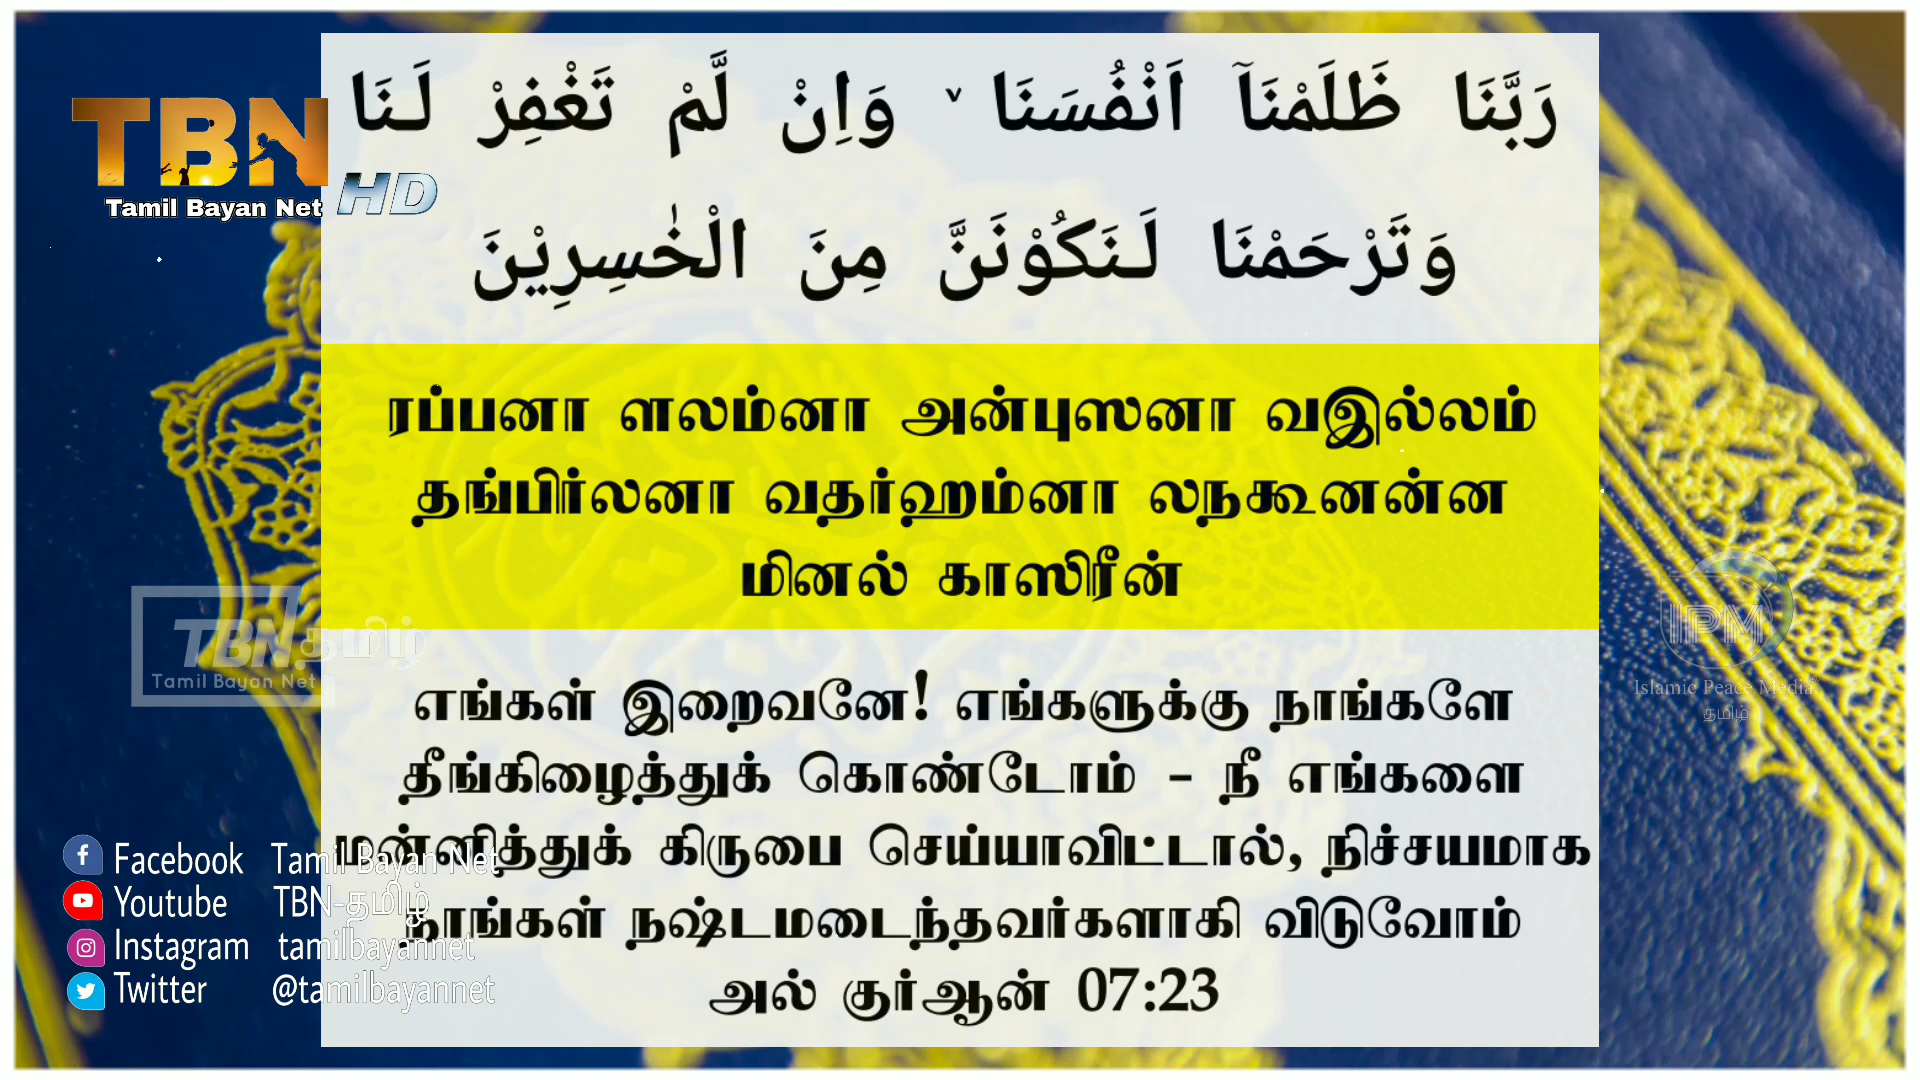 رَبَّنَا ظَلَمْنَآ اَنْفُسَنَا ٚ وَاِنْ لَّمْ تَغْفِرْ لَـنَا
وَتَرْحَمْنَا لَـنَكُوْنَنَّ مِنَ الْخٰسِرِيْنَ
TBN
Tamil Bayan Net HD
ரப்பனா ளலம்னா அன்புஸனா வஇல்லம்
தங்பிர்லனா வதர்ஹம்னா லநகூனன்ன
மினல் காஸிரீன்
TBN தமிழ்
Tamil Bayan Net
IPM
Islamic Peace Media
தமிழ்
எங்கள் இறைவனே! எங்களுக்கு நாங்களே
தீங்கிழைத்துக் கொண்டோம் - நீ எங்களை
மன்னித்துக் கிருபை செய்யாவிட்டால், நிச்சயமாக
நாங்கள் நஷ்டமடைந்தவர்களாகி விடுவோம்
அல் குர்ஆன் 07:23
Facebook Tamil Bayan Net
Youtube TBN-தமிழ்
Instagram tamilbayannet
Twitter @tamilbayannet